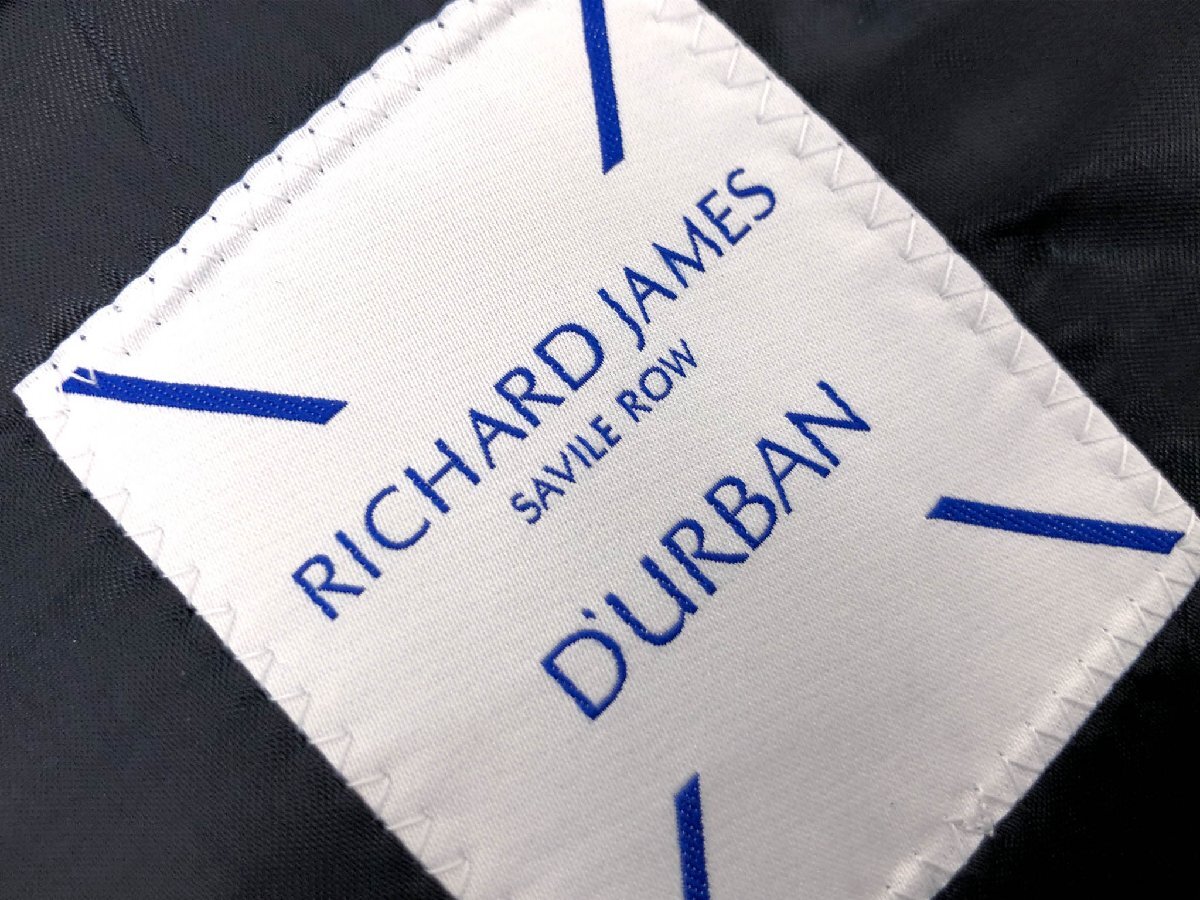 RICHARD JAMES
SAVILE ROW
D'URBAN